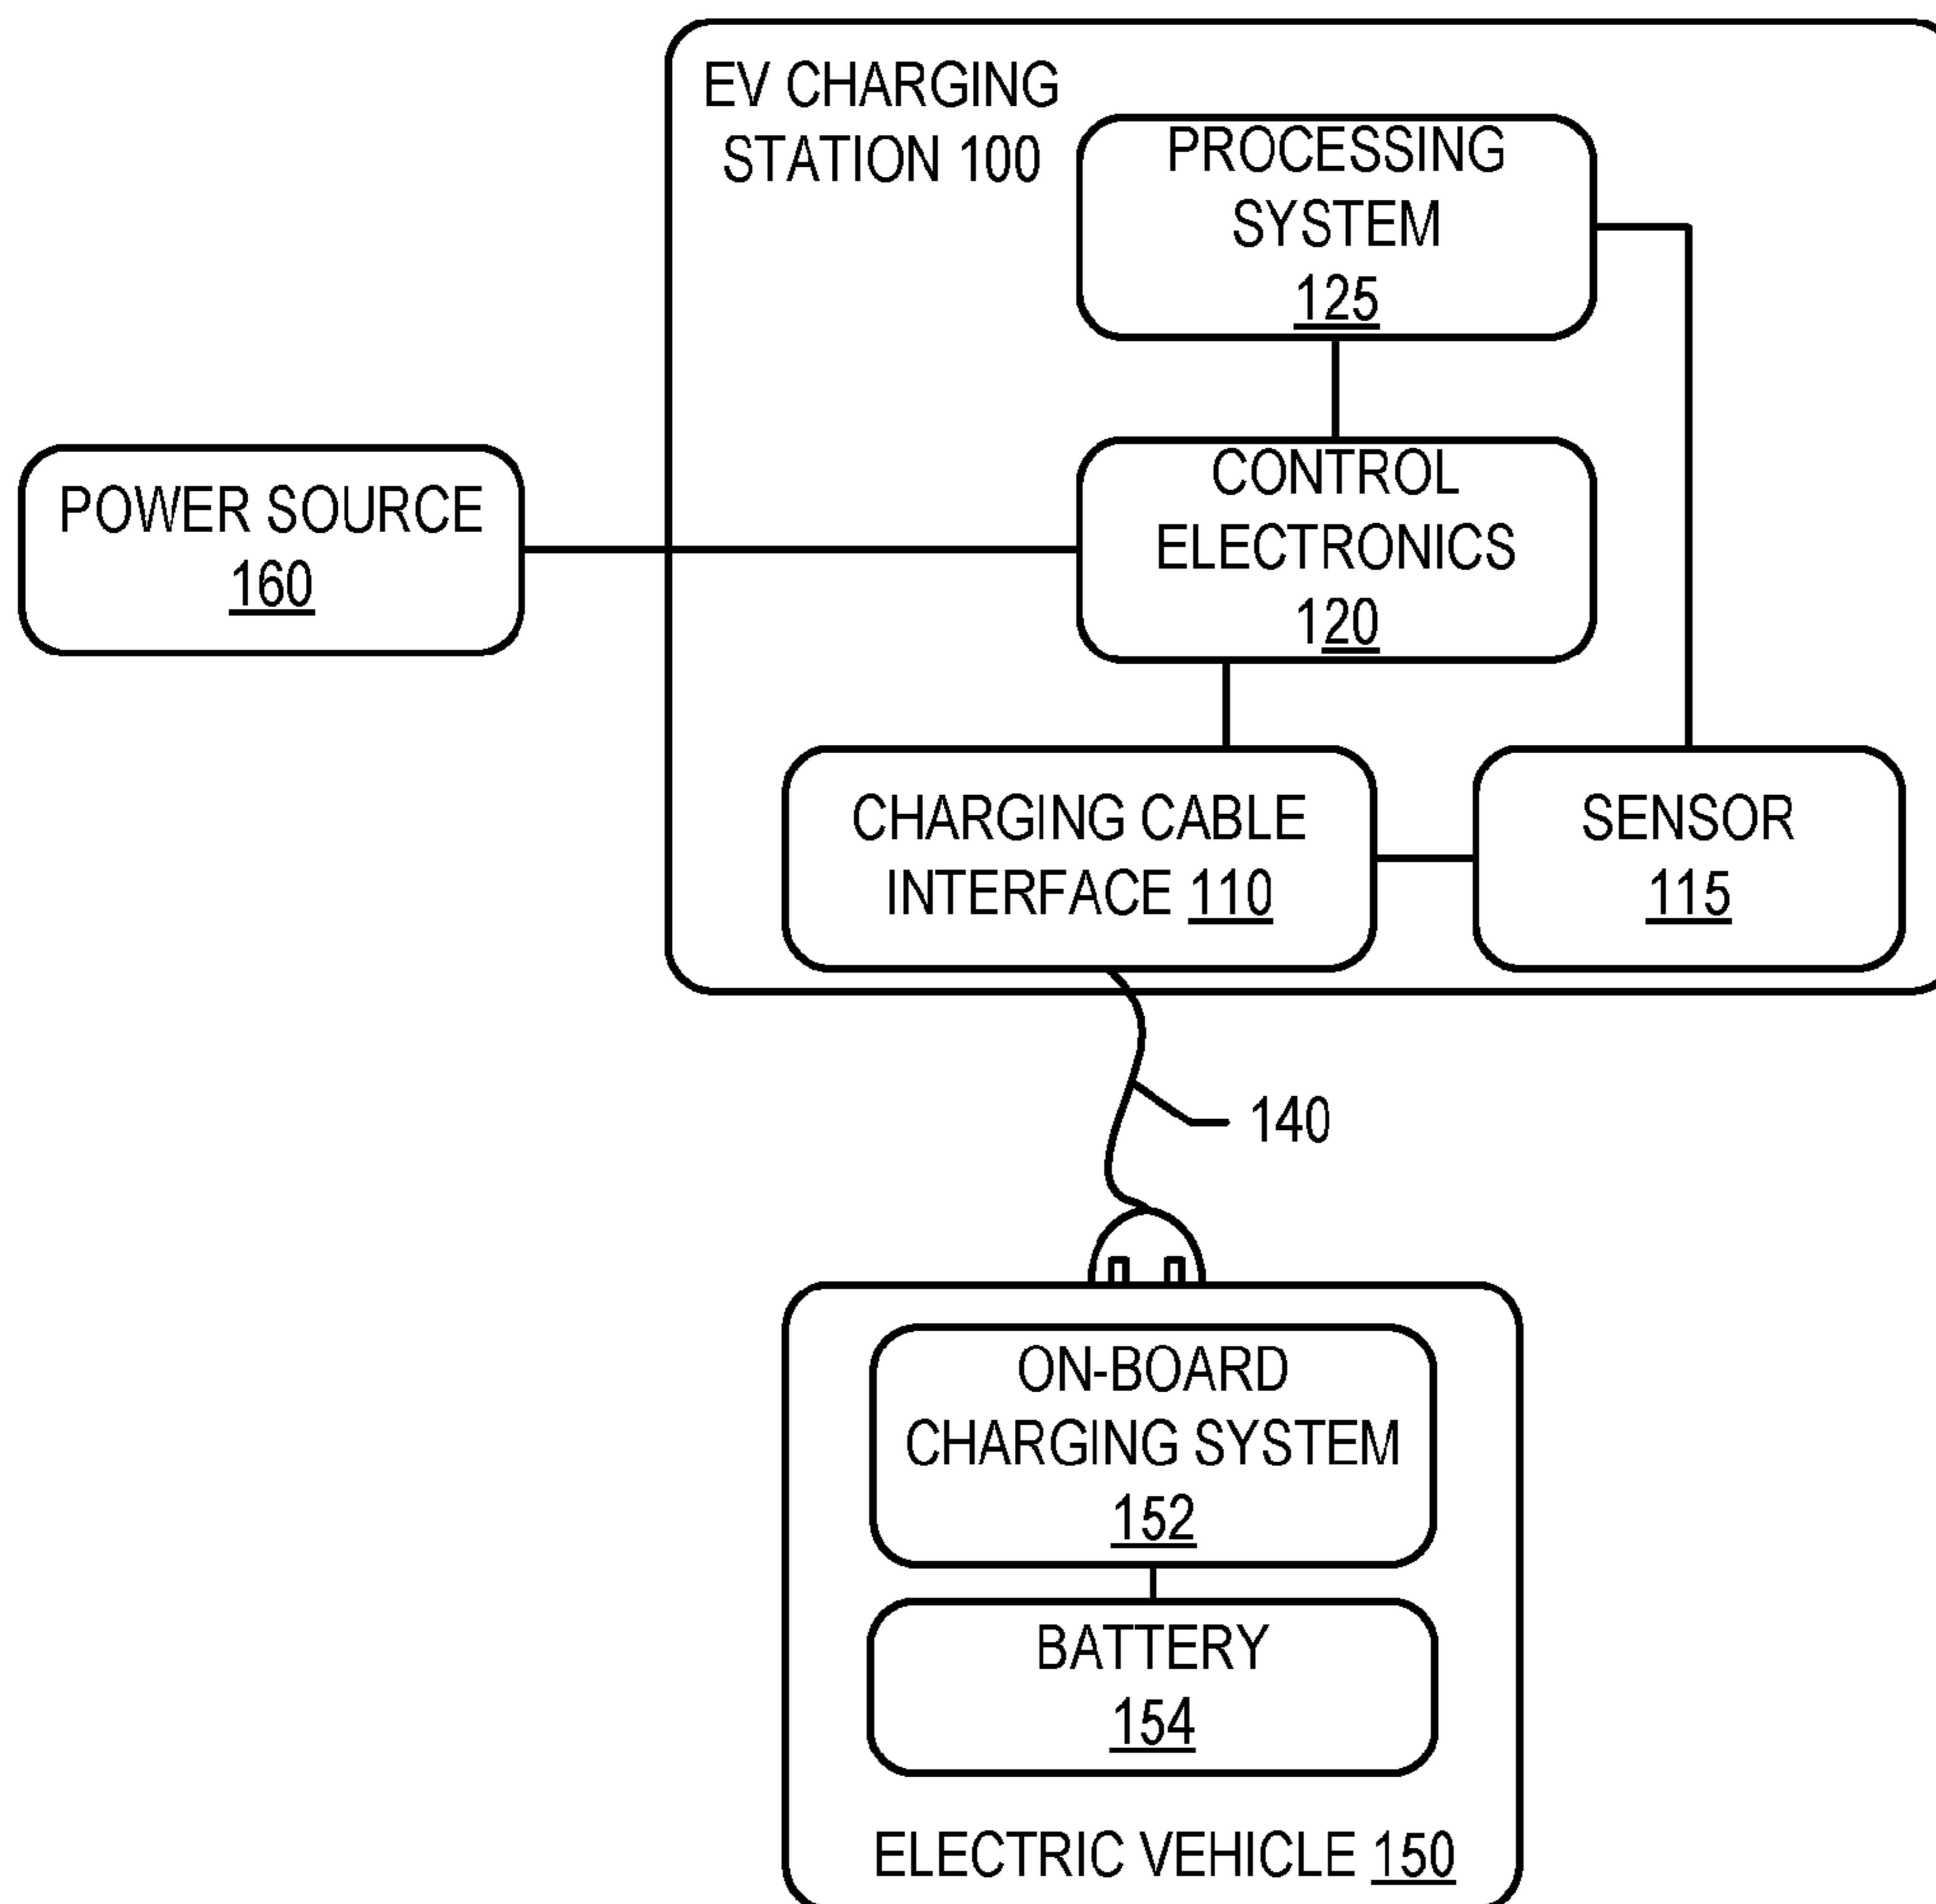 EV CHARGING
STATION 100
PROCESSING
SYSTEM
125
POWER SOURCE
160
CONTROL
ELECTRONICS
120
CHARGING CABLE
INTERFACE 110
SENSOR
115
140
ON-BOARD
CHARGING SYSTEM
152
BATTERY
154
ELECTRIC VEHICLE 150